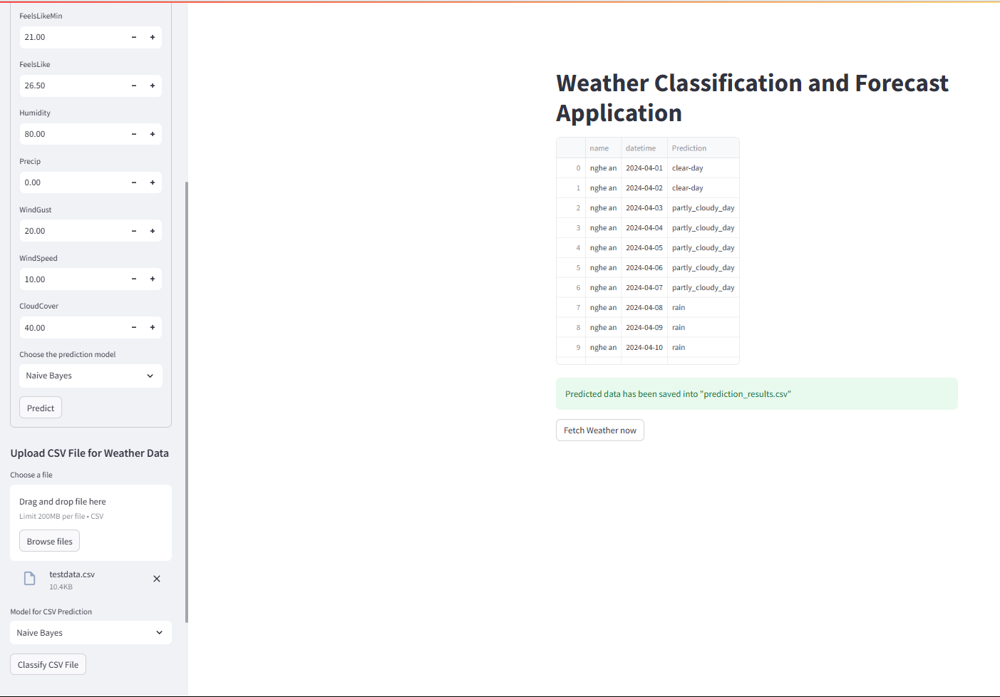 FeelsLikeMin
21.00 - +
FeelsLike
26.50 - +
Humidity
80.00 - +
Precip
0.00 - +
WindGust
20.00 - +
WindSpeed
10.00 - +
CloudCover
40.00 - +
Choose the prediction model
Naive Bayes
Predict
Upload CSV File for Weather Data
Choose a file
Drag and drop file here
Limit 200MB per file • CSV
Browse files
testdata.csv
10.4KB
Model for CSV Prediction
Naive Bayes
Classify CSV File
Weather Classification and Forecast
Application
name datetime Prediction
0 nghe an 2024-04-01 clear-day
1 nghe an 2024-04-02 clear-day
2 nghe an 2024-04-03 partly_cloudy_day
3 nghe an 2024-04-04 partly_cloudy_day
4 nghe an 2024-04-05 partly_cloudy_day
5 nghe an 2024-04-06 partly_cloudy_day
6 nghe an 2024-04-07 partly_cloudy_day
7 nghe an 2024-04-08 rain
8 nghe an 2024-04-09 rain
9 nghe an 2024-04-10 rain
Predicted data has been saved into "prediction_results.csv"
Fetch Weather now